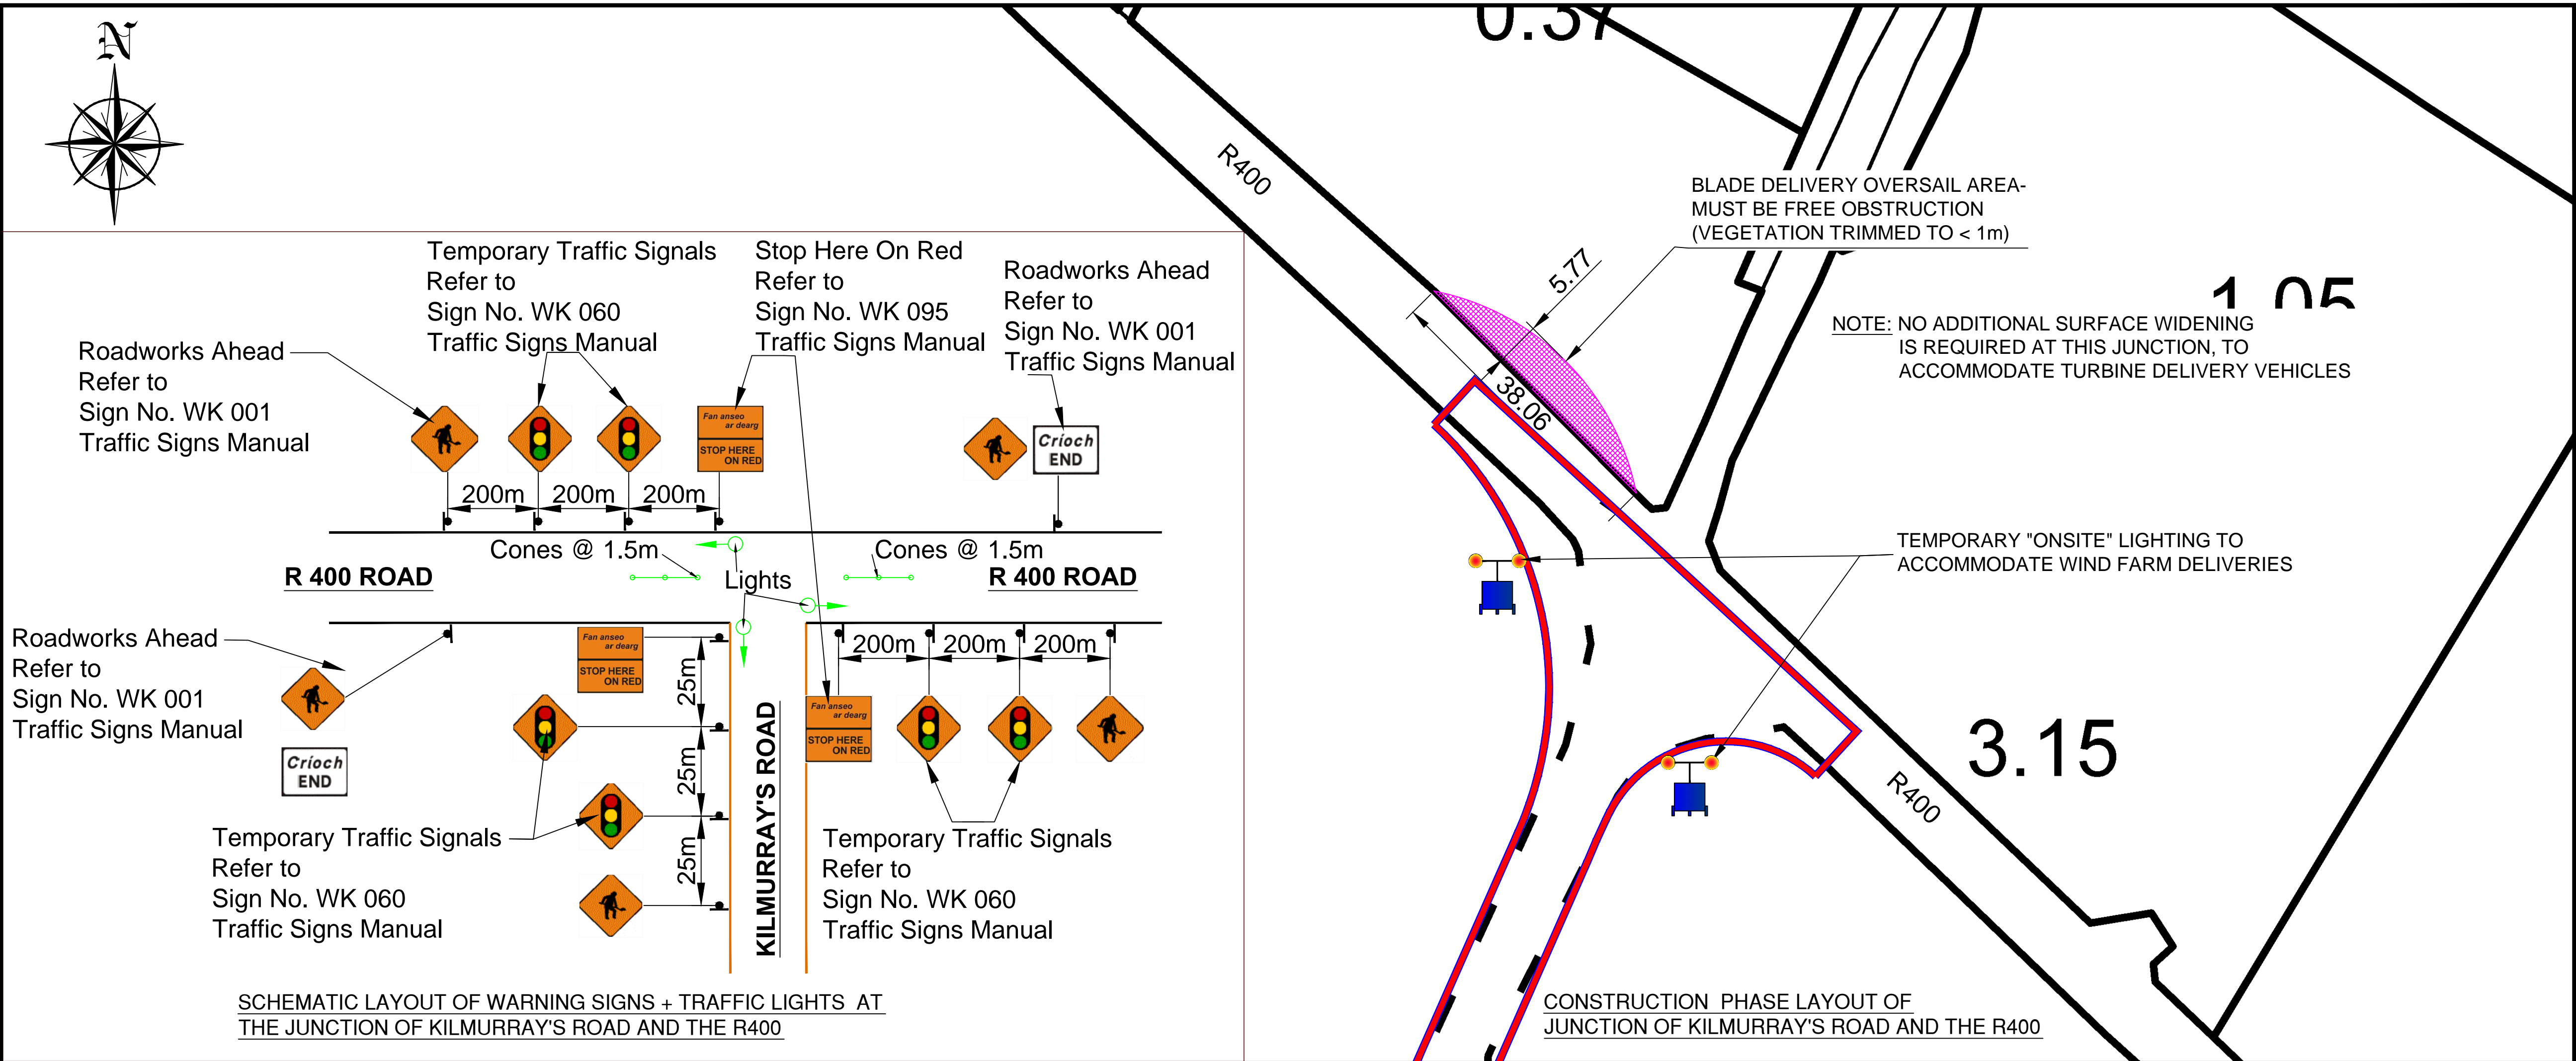 N
Temporary Traffic Signals
Refer to
Sign No. WK 060
Traffic Signs Manual
Stop Here On Red
Refer to
Sign No. WK 095
Traffic Signs Manual
Roadworks Ahead
Refer to
Sign No. WK 001
Traffic Signs Manual
Roadworks Ahead
Refer to
Sign No. WK 001
Traffic Signs Manual
Fan anseo
ar dearg
STOP HERE
ON RED
Críoch
END
200m
200m
200m
Cones @ 1.5m
Cones @ 1.5m
R 400 ROAD
Lights
R 400 ROAD
Roadworks Ahead
Refer to
Sign No. WK 001
Traffic Signs Manual
Críoch
END
Fan anseo
ar dearg
STOP HERE
ON RED
25m
25m
25m
KILMURRAY'S ROAD
200m
200m
200m
Fan anseo
ar dearg
STOP HERE
ON RED
Temporary Traffic Signals
Refer to
Sign No. WK 060
Traffic Signs Manual
Temporary Traffic Signals
Refer to
Sign No. WK 060
Traffic Signs Manual
SCHEMATIC LAYOUT OF WARNING SIGNS + TRAFFIC LIGHTS AT
THE JUNCTION OF KILMURRAY'S ROAD AND THE R400
0.37
R400
BLADE DELIVERY OVERSAIL AREA-
MUST BE FREE OBSTRUCTION
(VEGETATION TRIMMED TO < 1m)
5.77
38.06
1.05
NOTE: NO ADDITIONAL SURFACE WIDENING
IS REQUIRED AT THIS JUNCTION, TO
ACCOMMODATE TURBINE DELIVERY VEHICLES
TEMPORARY "ONSITE" LIGHTING TO
ACCOMMODATE WIND FARM DELIVERIES
3.15
R400
CONSTRUCTION PHASE LAYOUT OF
JUNCTION OF KILMURRAY'S ROAD AND THE R400